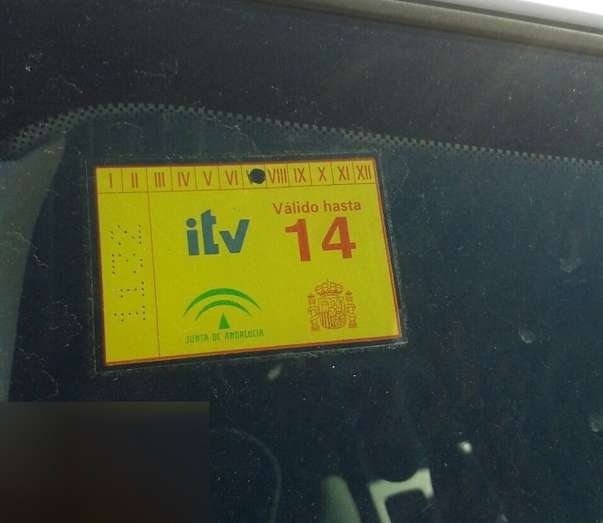 I II III IV V VI VIII IX X XI XII
itv
Válido hasta
14
JUNTA DE ANDALUCIA